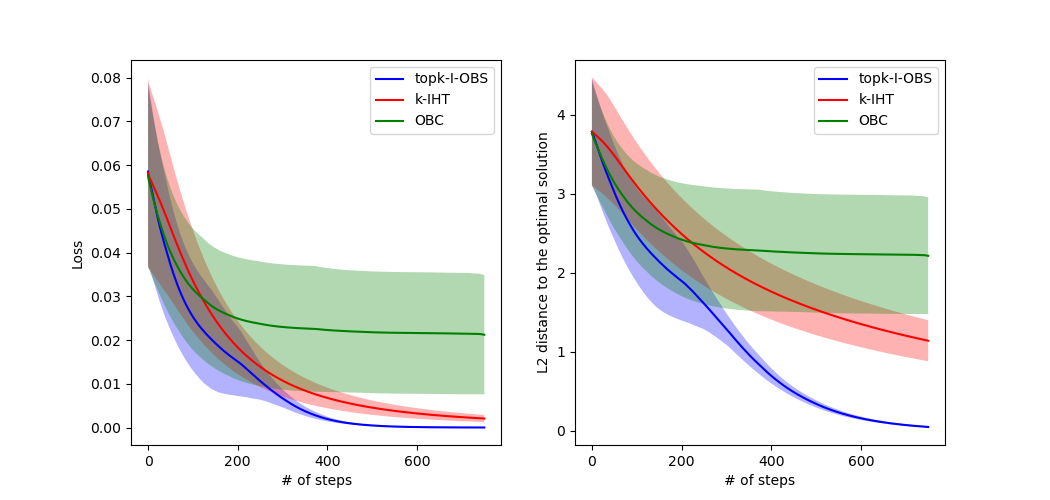 Loss
0.08
0.07
0.06
0.05
0.04
0.03
0.02
0.01
0.00
0
200
400
600
# of steps
topk-I-OBS
k-IHT
OBC
L2 distance to the optimal solution
4
3
2
1
0
0
200
400
600
# of steps
topk-I-OBS
k-IHT
OBC